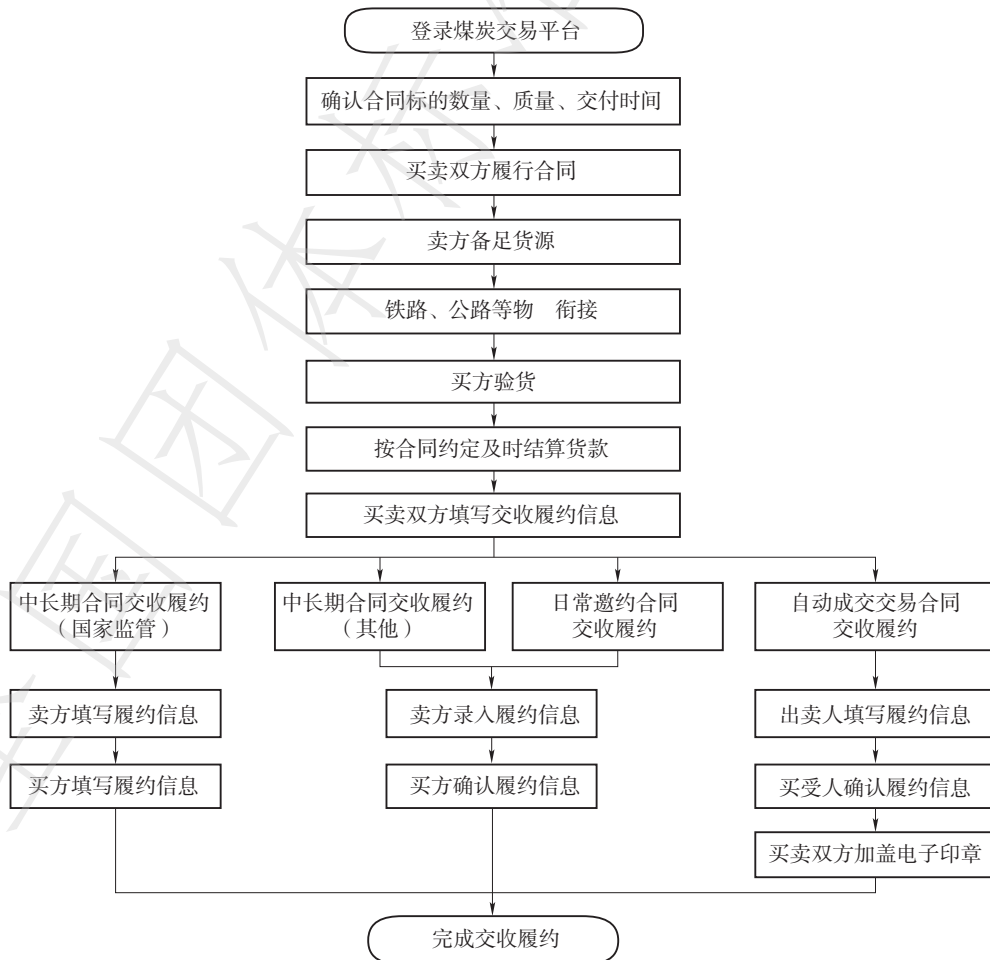 登录煤炭交易平台
确认合同标的数量、质量、交付时间
买卖双方履行合同
卖方备足货源
铁路、公路等物　衔接
买方验货
按合同约定及时结算货款
买卖双方填写交收履约信息
中长期合同交收履约
（国家监管）
中长期合同交收履约
（其他）
日常邀约合同
交收履约
自动成交交易合同
交收履约
卖方填写履约信息
卖方录入履约信息
出卖人填写履约信息
买方填写履约信息
买方确认履约信息
买受人确认履约信息
买卖双方加盖电子印章
完成交收履约